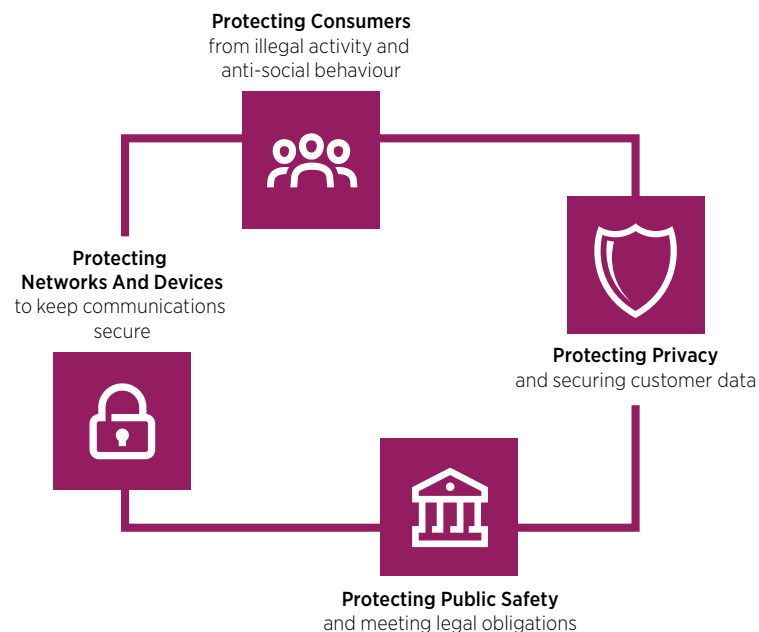 Protecting Consumers
from illegal activity and
anti-social behaviour
Protecting
Networks And Devices
to keep communications
secure
Protecting Privacy
and securing customer data
Protecting Public Safety
and meeting legal obligations